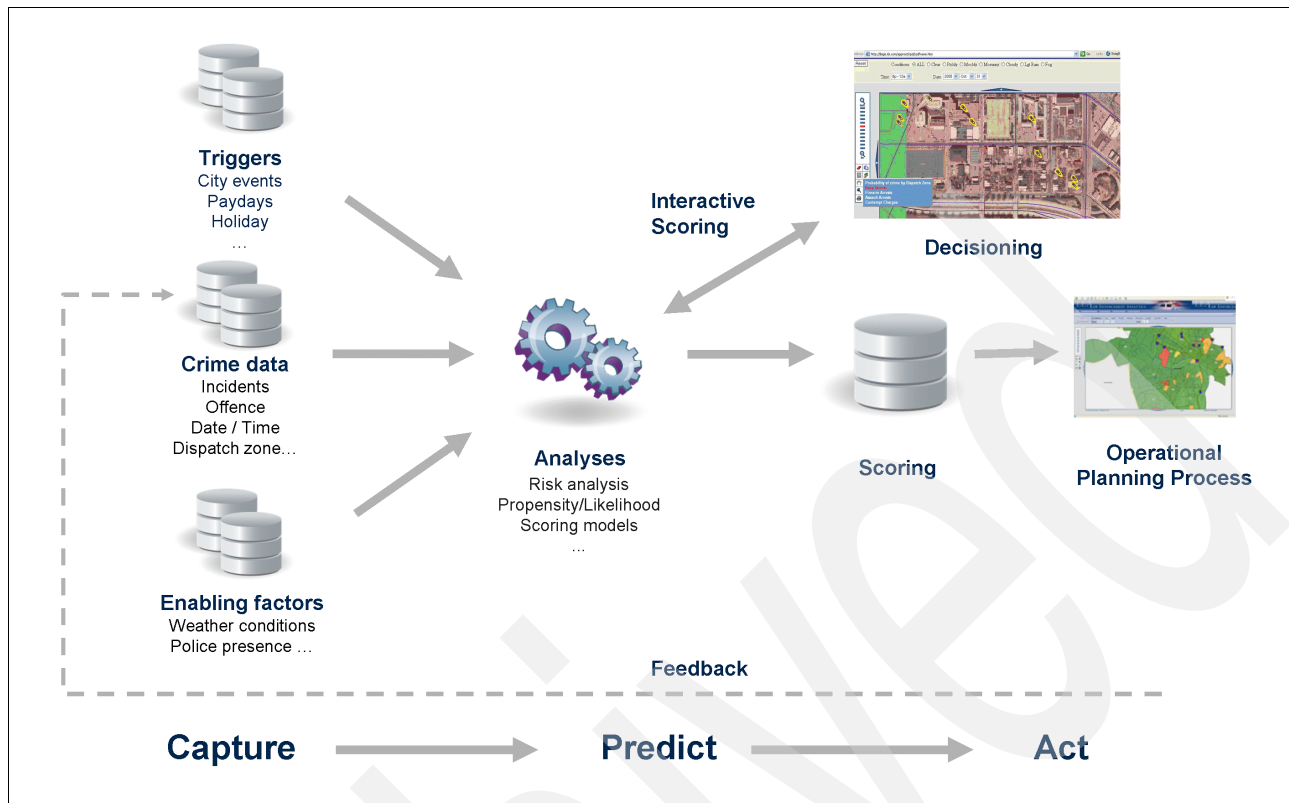 Triggers
City events
Paydays
Holiday
…
Crime data
Incidents
Offence
Date / Time
Dispatch zone…
Enabling factors
Weather conditions
Police presence …
Analyses
Risk analysis
Propensity/Likelihood
Scoring models
…
Interactive
Scoring
Decisioning
Scoring
Operational
Planning Process
Feedback
Capture
Predict
Act